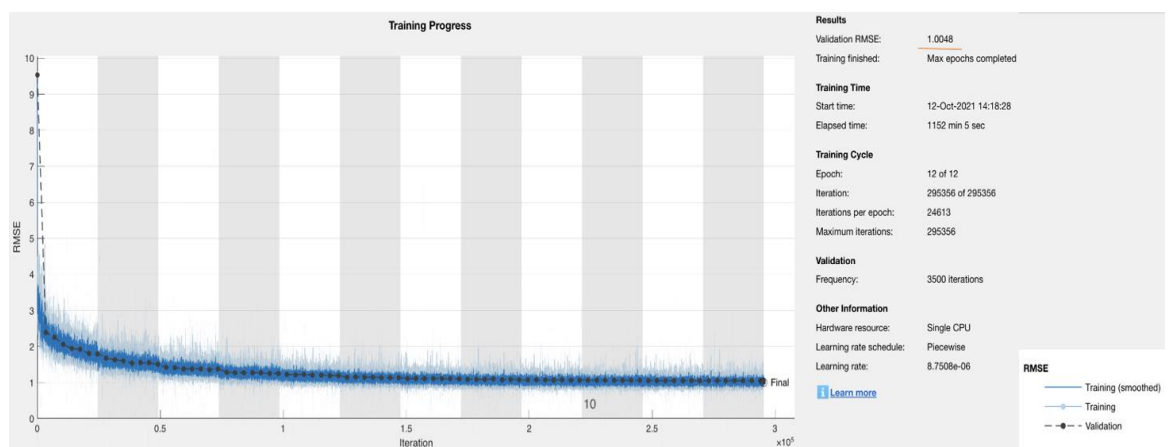 Training Progress
10
9
8
7
6
5
4
3
2
1
0
RMSE
0 0.5 1 1.5 2 2.5 3
×10⁵
Iteration
10
Final
Results
Validation RMSE: 1.0048
Training finished: Max epochs completed
Training Time
Start time: 12-Oct-2021 14:18:28
Elapsed time: 1152 min 5 sec
Training Cycle
Epoch: 12 of 12
Iteration: 295356 of 295356
Iterations per epoch: 24613
Maximum iterations: 295356
Validation
Frequency: 3500 iterations
Other Information
Hardware resource: Single CPU
Learning rate schedule: Piecewise
Learning rate: 8.7508e-06
i Learn more
RMSE
Training (smoothed)
Training
Validation